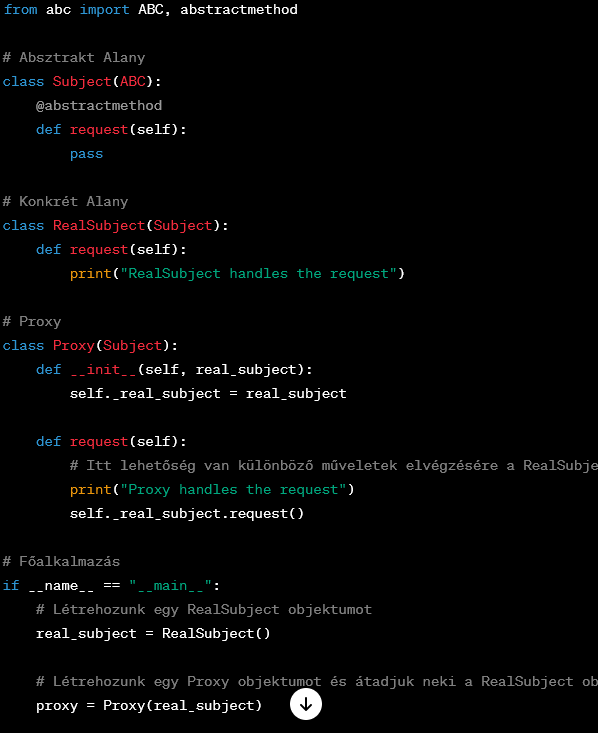 from abc import ABC, abstractmethod
# Absztrakt Alany
class Subject(ABC):
@abstractmethod
def request(self):
pass
# Konkrét Alany
class RealSubject(Subject):
def request(self):
print("RealSubject handles the request")
# Proxy
class Proxy(Subject):
def __init__(self, real_subject):
self._real_subject = real_subject
def request(self):
# Itt lehetőség van különböző műveletek elvégzésére a RealSubje
print("Proxy handles the request")
self._real_subject.request()
# Főalkalmazás
if __name__ == "__main__":
# Létrehozunk egy RealSubject objektumot
real_subject = RealSubject()
# Létrehozunk egy Proxy objektumot és átadjuk neki a RealSubject ob
proxy = Proxy(real_subject)